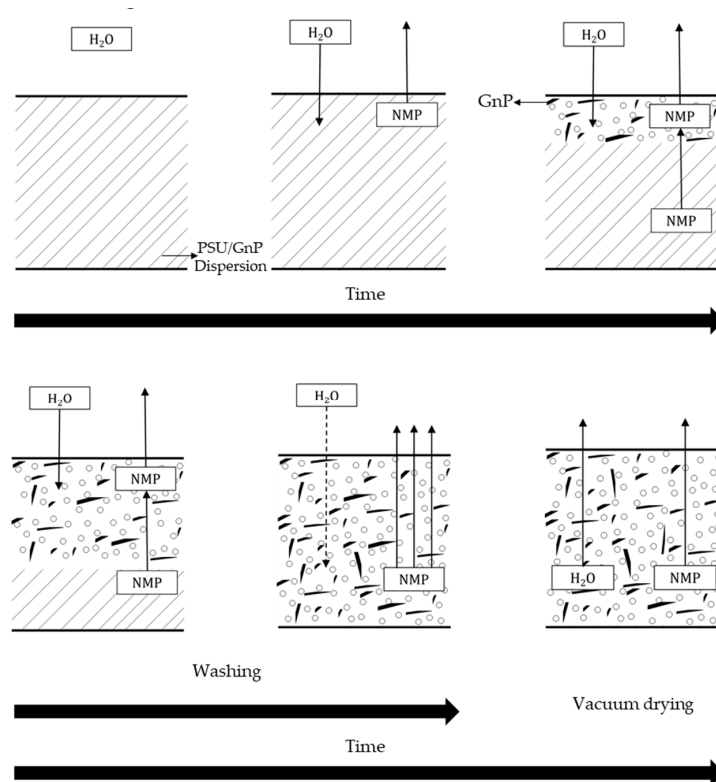 H₂O
H₂O
NMP
H₂O
GnP
NMP
NMP
PSU/GnP
Dispersion
Time
H₂O
NMP
NMP
H₂O
NMP
H₂O
NMP
Washing
Vacuum drying
Time